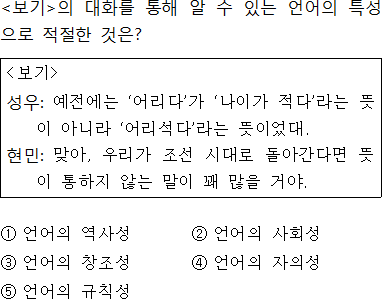 <보기>의 대화를 통해 알 수 있는 언어의 특성
으로 적절한 것은?
<보기>
성우: 예전에는 ‘어리다’가 ‘나이가 적다’라는 뜻
이 아니라 ‘어리석다’라는 뜻이었대.
현민: 맞아, 우리가 조선 시대로 돌아간다면 뜻
이 통하지 않는 말이 꽤 많을 거야.
① 언어의 역사성 ② 언어의 사회성
③ 언어의 창조성 ④ 언어의 자의성
⑤ 언어의 규칙성